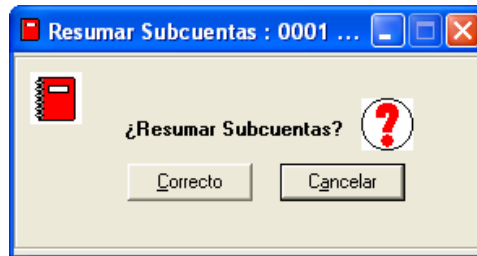 Resumar Subcuentas : 0001 ...
¿Resumar Subcuentas?
Correcto Cancelar